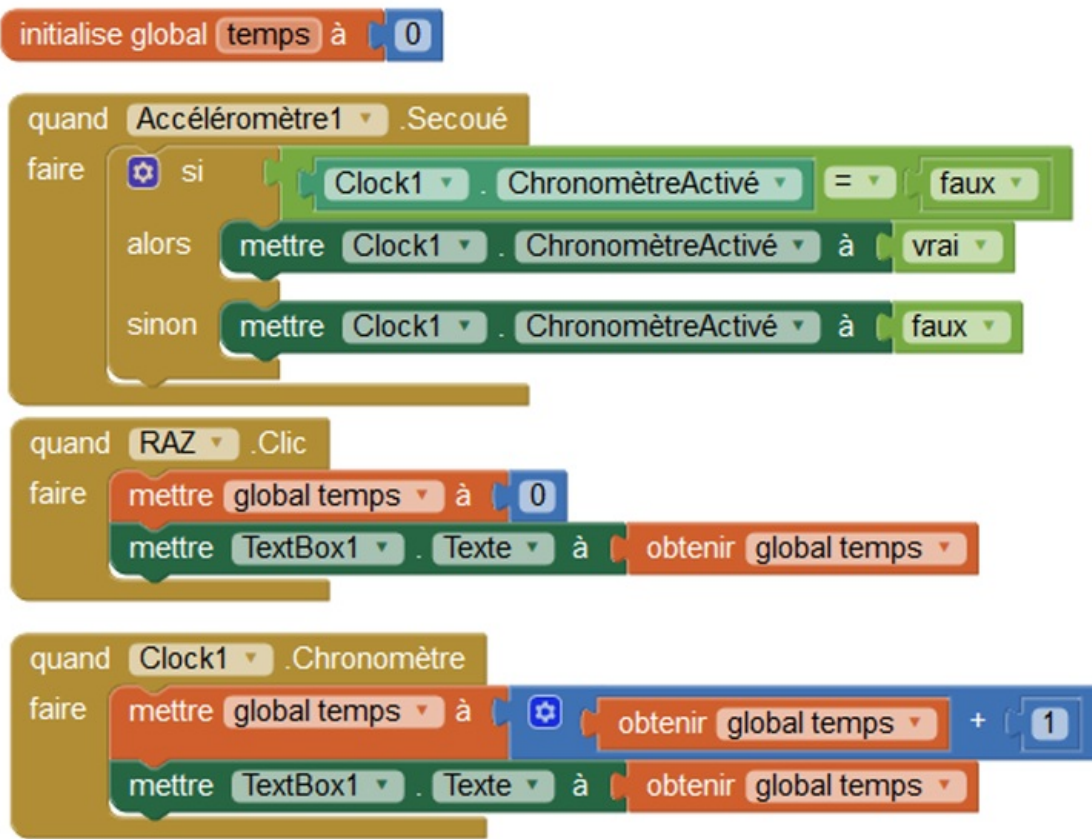 initialise global temps à 0
quand Accéléromètre1 .Secoué
faire si Clock1 . ChronomètreActivé = faux
alors mettre Clock1 . ChronomètreActivé à vrai
sinon mettre Clock1 . ChronomètreActivé à faux
quand RAZ .Clic
faire mettre global temps à 0
mettre TextBox1 . Texte à obtenir global temps
quand Clock1 .Chronomètre
faire mettre global temps à obtenir global temps + 1
mettre TextBox1 . Texte à obtenir global temps